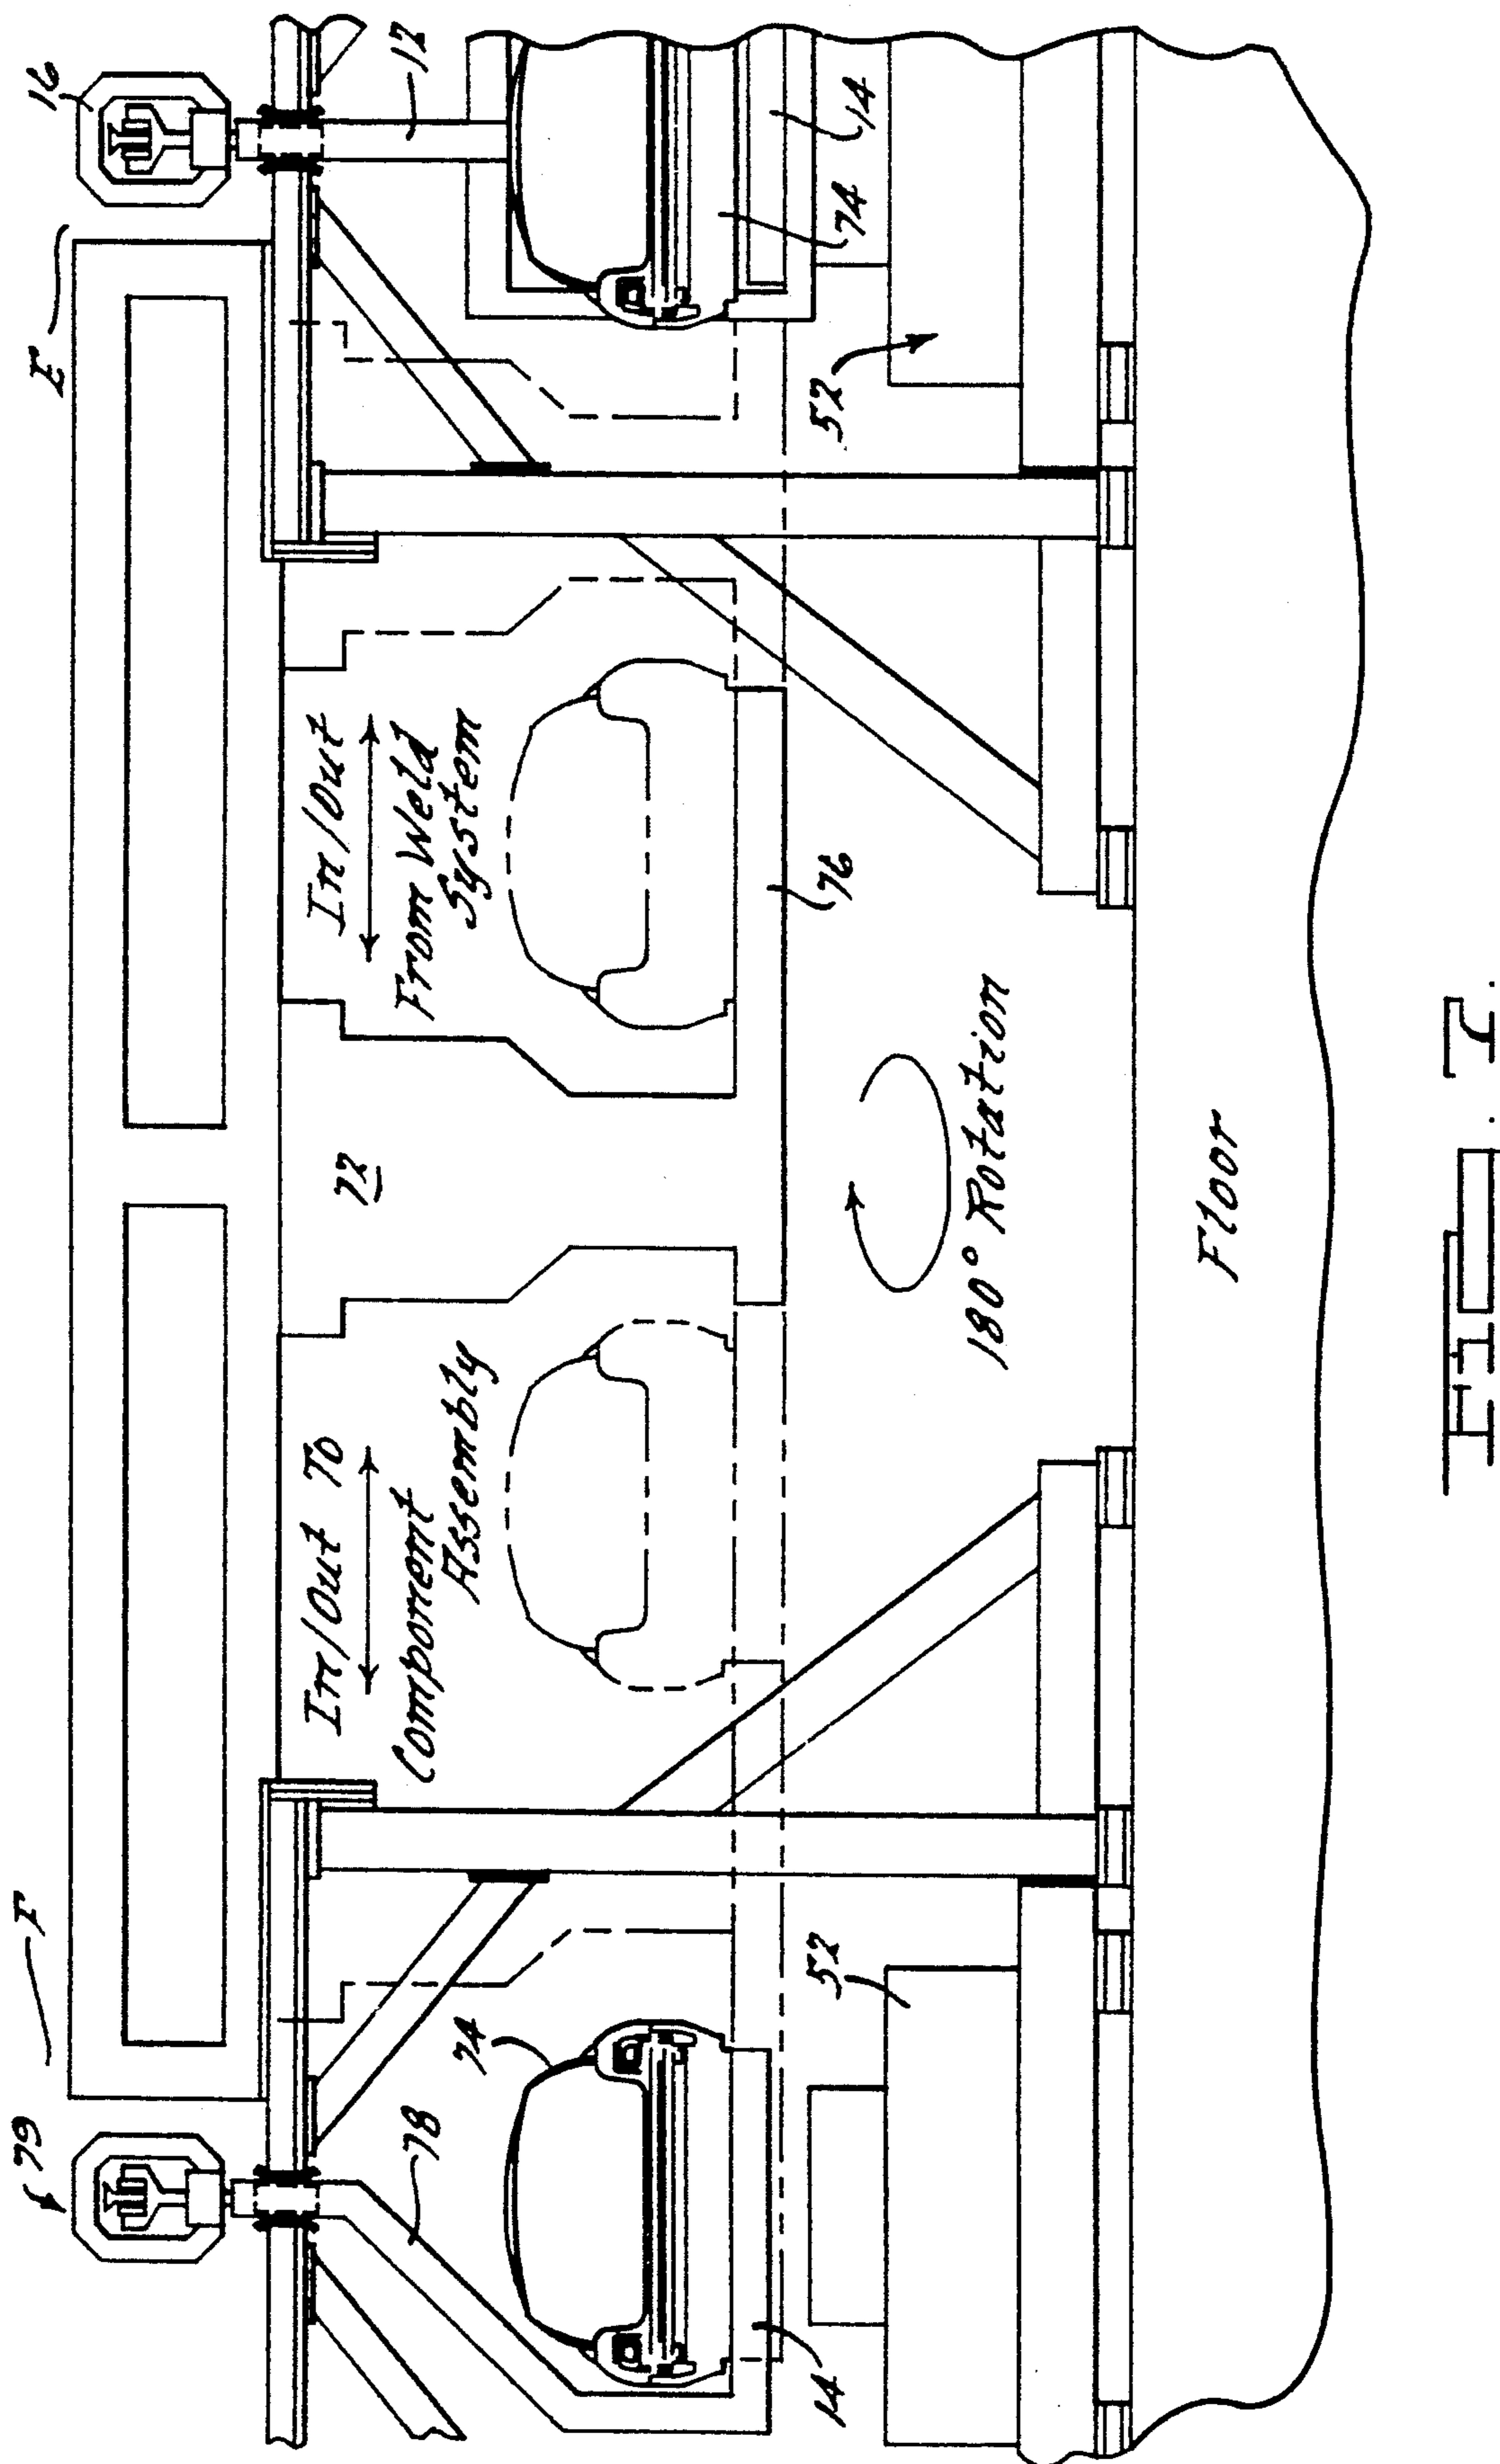 79
F
E
16
In/Out To
Component
Assembly
72
In/Out
From Weld
System
12
78
74
14
76
74
14
52
52
180° Rotation
Floor
FIG. 7.